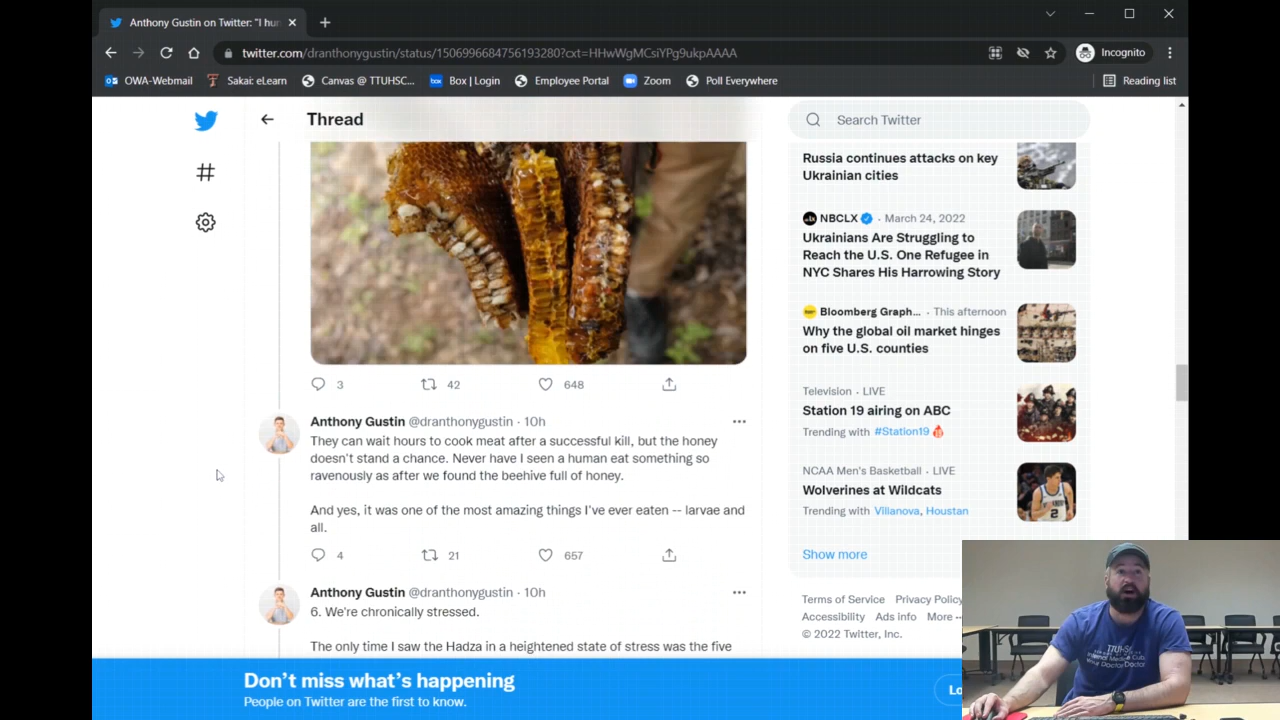 Anthony Gustin on Twitter: "I hun
twitter.com/dranthonygustin/status/1506996684756193280?cxt=HHwWgMCsiYPg9ukpAAAA
Incognito
OWA-Webmail
Sakai: eLearn
Canvas @ TTUHSC...
box
Box | Login
Employee Portal
Zoom
Poll Everywhere
Reading list
Thread
Search Twitter
3
42
648
Anthony Gustin @dranthonygustin · 10h
They can wait hours to cook meat after a successful kill, but the honey
doesn't stand a chance. Never have I seen a human eat something so
ravenously as after we found the beehive full of honey.
And yes, it was one of the most amazing things I've ever eaten -- larvae and
all.
4
21
657
Anthony Gustin @dranthonygustin · 10h
6. We're chronically stressed.
The only time I saw the Hadza in a heightened state of stress was the five
Russia continues attacks on key
Ukrainian cities
NBCLX · March 24, 2022
Ukrainians Are Struggling to
Reach the U.S. One Refugee in
NYC Shares His Harrowing Story
Bloomberg Graph... · This afternoon
Why the global oil market hinges
on five U.S. counties
Television · LIVE
Station 19 airing on ABC
Trending with #Station19
NCAA Men's Basketball · LIVE
Wolverines at Wildcats
Trending with Villanova, Houstan
Show more
Terms of Service Privacy Policy
Accessibility Ads info More ··
© 2022 Twitter, Inc.
Don't miss what's happening
People on Twitter are the first to know.
Lo